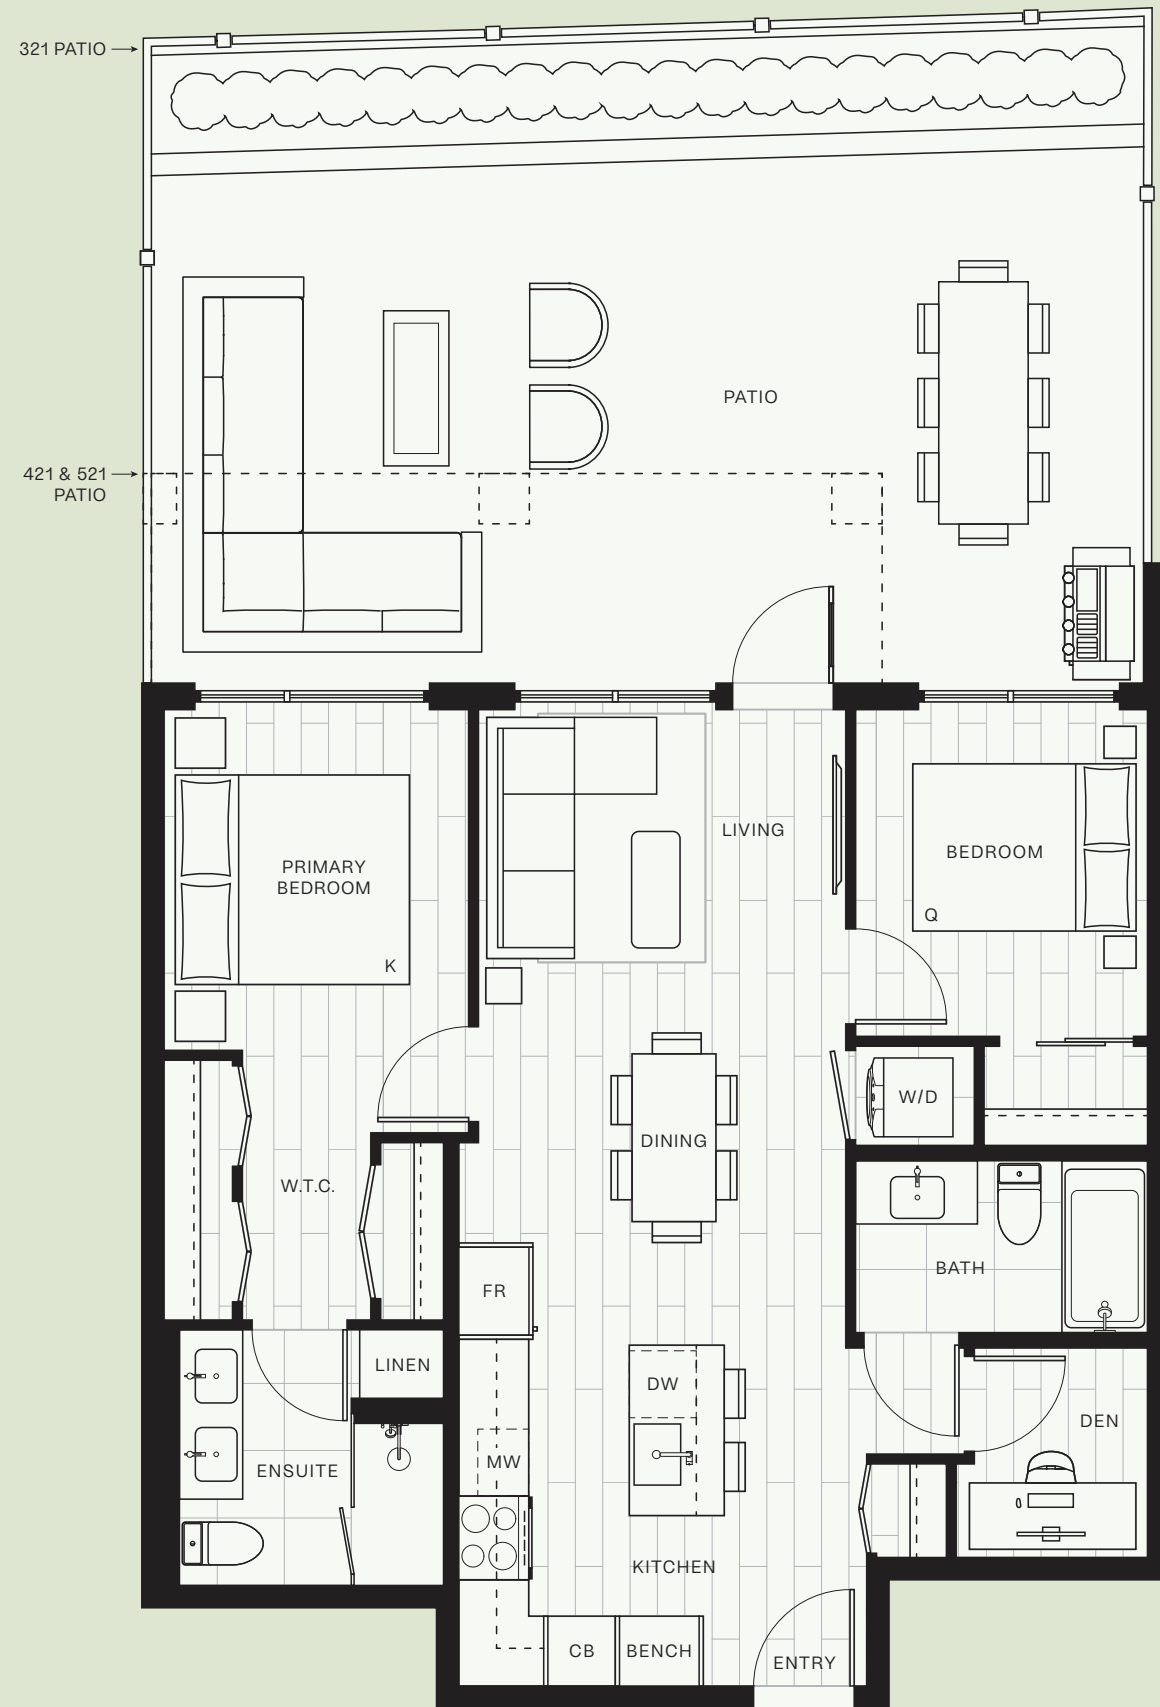 321 PATIO
PATIO
421 & 521
PATIO
LIVING
PRIMARY
BEDROOM
K
BEDROOM
Q
W/D
DINING
W.T.C.
BATH
FR
LINEN
DW
DEN
ENSUITE
MW
KITCHEN
CB
BENCH
ENTRY